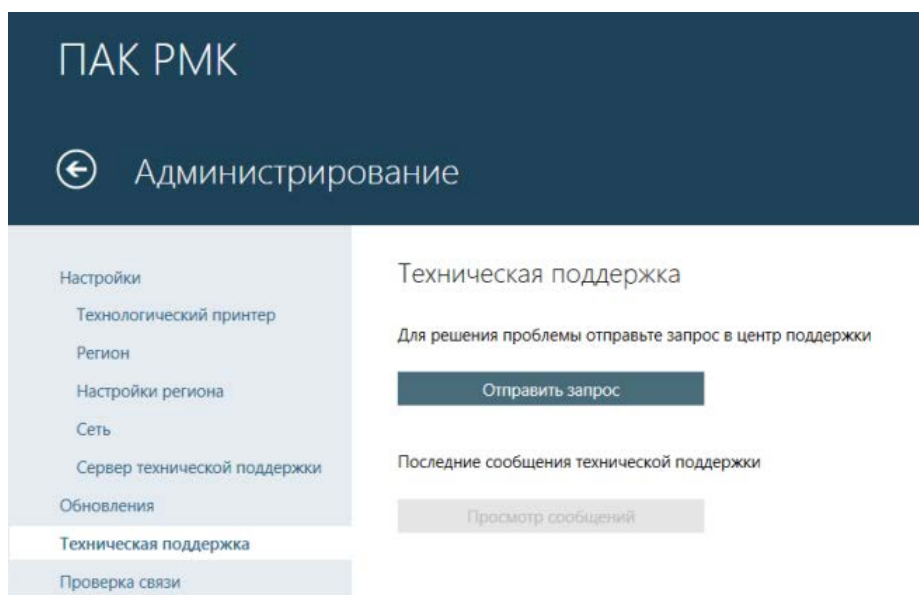 ПАК РМК
Администрирование
Настройки
Технологический принтер
Регион
Настройки региона
Сеть
Сервер технической поддержки
Обновления
Техническая поддержка
Проверка связи
Техническая поддержка
Для решения проблемы отправьте запрос в центр поддержки
Отправить запрос
Последние сообщения технической поддержки
Просмотр сообщений